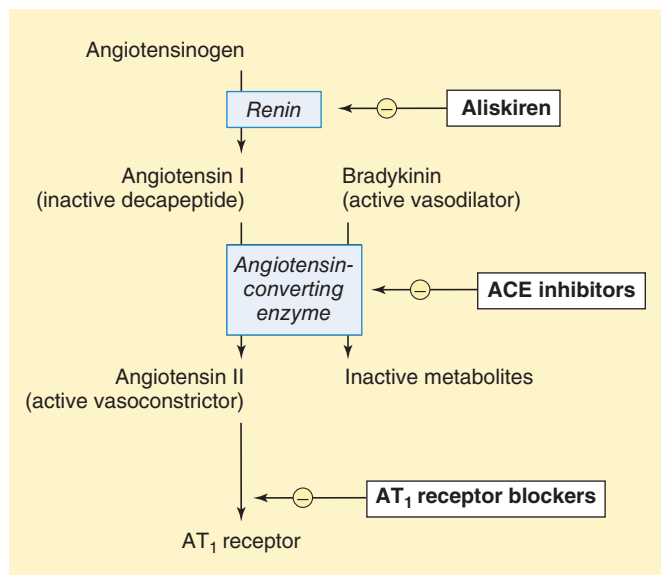 Angiotensinogen
Renin
−
Aliskiren
Angiotensin I
(inactive decapeptide)
Bradykinin
(active vasodilator)
Angiotensin-
converting
enzyme
−
ACE inhibitors
Angiotensin II
(active vasoconstrictor)
Inactive metabolites
−
AT₁ receptor blockers
AT₁ receptor